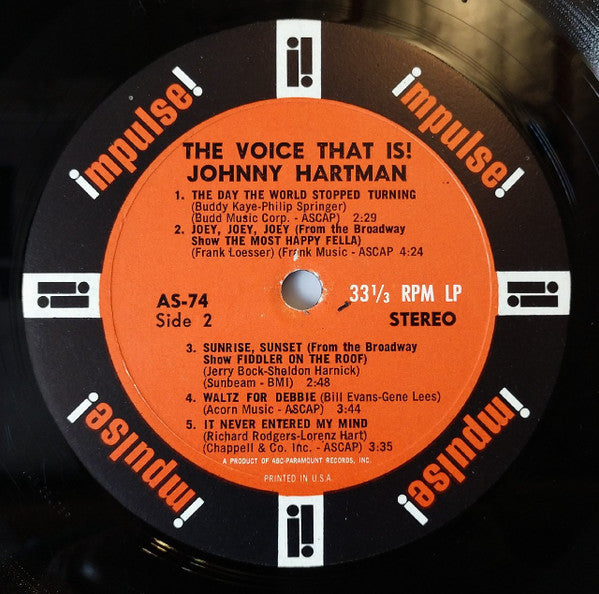 impulse!
impulse!
THE VOICE THAT IS!
JOHNNY HARTMAN
1. THE DAY THE WORLD STOPPED TURNING
(Buddy Kaye-Philip Springer)
(Budd Music Corp. - ASCAP) 2:29
2. JOEY, JOEY, JOEY (From the Broadway
Show THE MOST HAPPY FELLA)
(Frank Loesser) (Frank Music - ASCAP 4:24
AS-74
Side 2
33 1/3 RPM LP
STEREO
3. SUNRISE, SUNSET (From the Broadway
Show FIDDLER ON THE ROOF)
(Jerry Bock-Sheldon Harnick)
(Sunbeam - BMI) 2:48
4. WALTZ FOR DEBBIE (Bill Evans-Gene Lees)
(Acorn Music - ASCAP) 3:44
5. IT NEVER ENTERED MY MIND
(Richard Rodgers-Lorenz Hart)
(Chappell & Co. Inc. - ASCAP) 3:35
A PRODUCT OF ABC-PARAMOUNT RECORDS, INC.
PRINTED IN U.S.A.
impulse!
impulse!